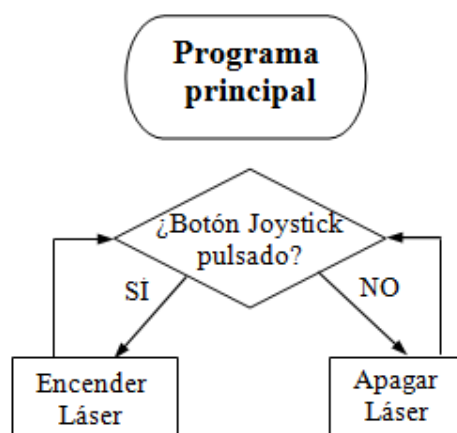 Programa
principal
¿Botón Joystick
pulsado?
SÍ
NO
Encender
Láser
Apagar
Láser